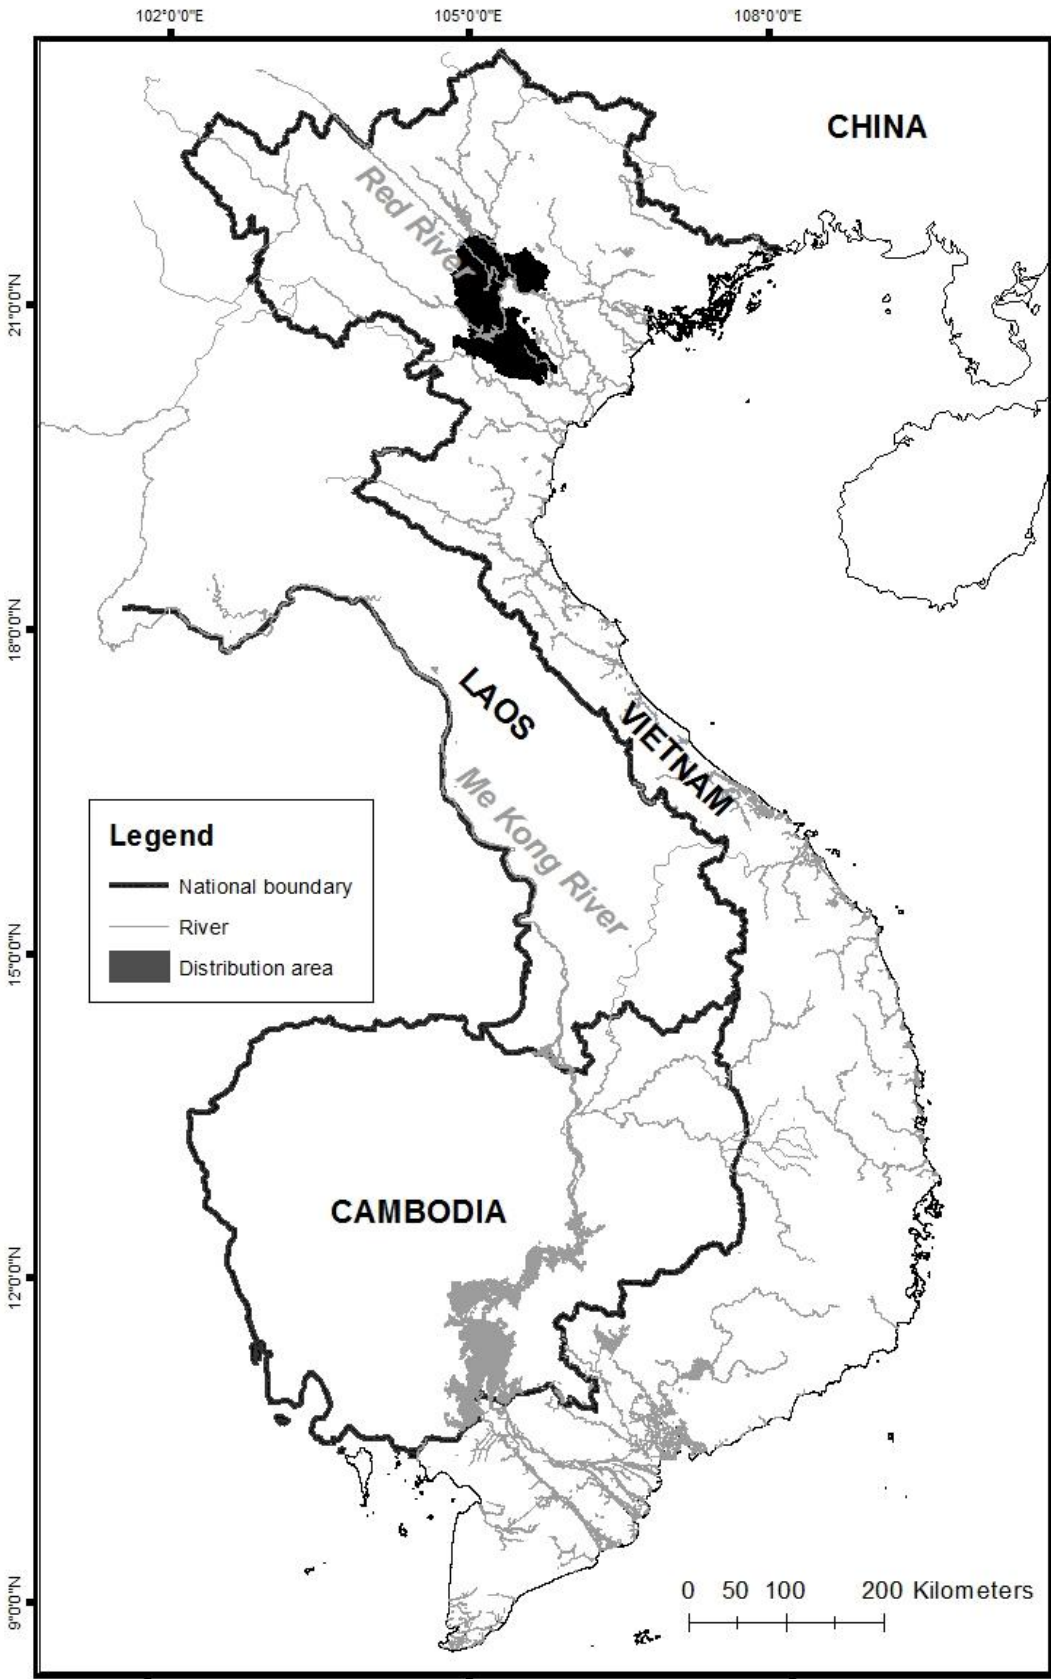 102°0'0"E 105°0'0"E 108°0'0"E
CHINA
Red River
21°0'0"N
18°0'0"N
LAOS
VIETNAM
Me Kong River
Legend
National boundary
River
Distribution area
15°0'0"N
CAMBODIA
12°0'0"N
9°0'0"N
0 50 100 200 Kilometers